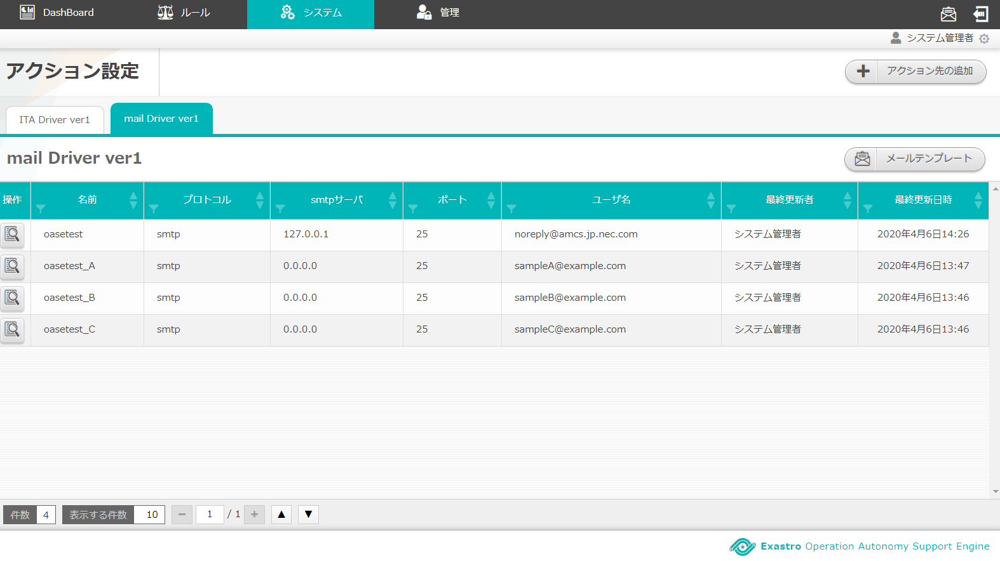 DashBoard ルール システム 管理
システム管理者
アクション設定 アクション先の追加
ITA Driver ver1 mail Driver ver1
mail Driver ver1 メールテンプレート
操作 名前 プロトコル smtpサーバ ポート ユーザ名 最終更新者 最終更新日時
oasetest smtp 127.0.0.1 25 noreply@amcs.jp.nec.com システム管理者 2020年4月6日14:26
oasetest_A smtp 0.0.0.0 25 sampleA@example.com システム管理者 2020年4月6日13:47
oasetest_B smtp 0.0.0.0 25 sampleB@example.com システム管理者 2020年4月6日13:46
oasetest_C smtp 0.0.0.0 25 sampleC@example.com システム管理者 2020年4月6日13:46
件数 4 表示する件数 10 − 1 / 1 + ▲ ▼
Exastro Operation Autonomy Support Engine